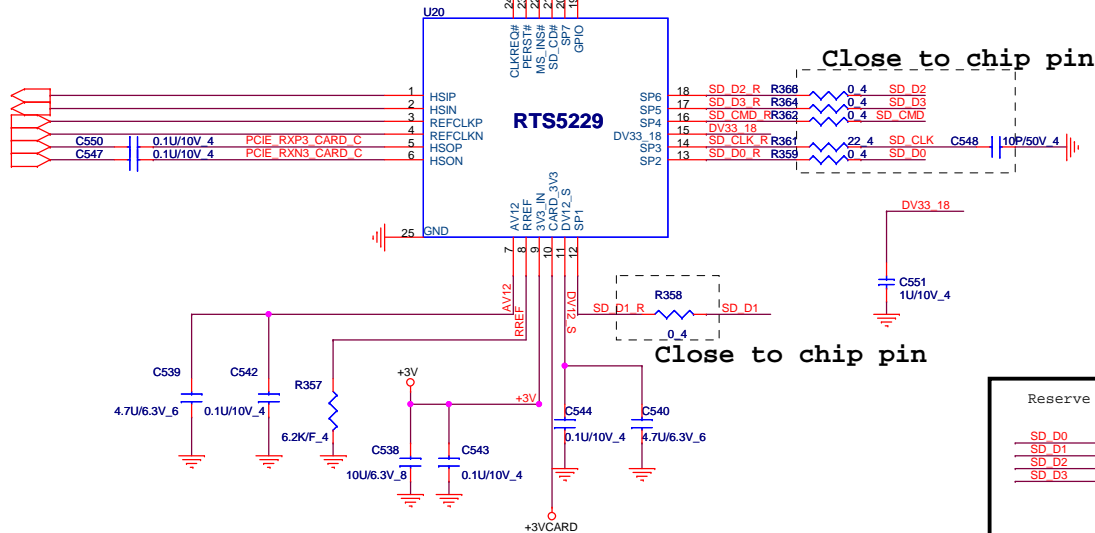 U20
24 23 22 21 20 19
CLKREQ# PERST# MS_INS# SD_CD# SP7 GPIO
Close to chip pin
1 HSIP
2 HSIN
3 REFCLKP
4 REFCLKN
C550 0.1U/10V_4 PCIE_RXP3_CARD_C 5 HSOP
C547 0.1U/10V_4 PCIE_RXN3_CARD_C 6 HSON
RTS5229
SP6 18 SD_D2_R R366 0_4 SD_D2
SP5 17 SD_D3_R R364 0_4 SD_D3
SP4 16 SD_CMD_R R362 0_4 SD_CMD
DV33_18 15 DV33_18
SP3 14 SD_CLK_R R361 22_4 SD_CLK C548 10P/50V_4
SP2 13 SD_D0_R R359 0_4 SD_D0
25 GND
AV12 RREF 3V3_IN CARD_3V3 DV12_S SP1
7 8 9 10 11 12
DV33_18
C551
1U/10V_4
AV12 RREF DV12_S
SD_D1_R R358 SD_D1
0_4
Close to chip pin
C539
4.7U/6.3V_6
C542
0.1U/10V_4
R357
6.2K/F_4
+3V
+3V
C538
10U/6.3V_8
C543
0.1U/10V_4
C544
0.1U/10V_4
C540
4.7U/6.3V_6
+3VCARD
Reserve
SD_D0
SD_D1
SD_D2
SD_D3